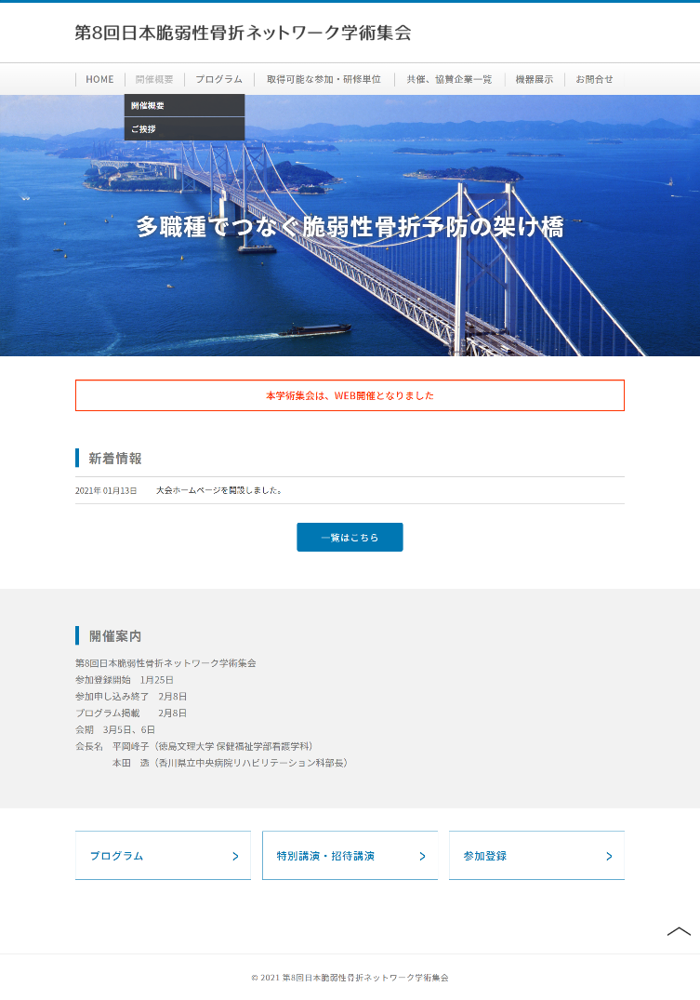 第8回日本脆弱性骨折ネットワーク学術集会
HOME
開催概要
プログラム
取得可能な参加・研修単位
共催、協賛企業一覧
機器展示
お問合せ
開催概要
ご挨拶
多職種でつなぐ脆弱性骨折予防の架け橋
本学術集会は、WEB開催となりました
新着情報
2021年 01月13日 大会ホームページを開設しました。
一覧はこちら
開催案内
第8回日本脆弱性骨折ネットワーク学術集会
参加登録開始 1月25日
参加申し込み終了 2月8日
プログラム掲載 2月8日
会期 3月5日、6日
会長名 平岡峰子（徳島文理大学 保健福祉学部看護学科）
本田 透（香川県立中央病院リハビリテーション科部長）
プログラム
特別講演・招待講演
参加登録
© 2021 第8回日本脆弱性骨折ネットワーク学術集会